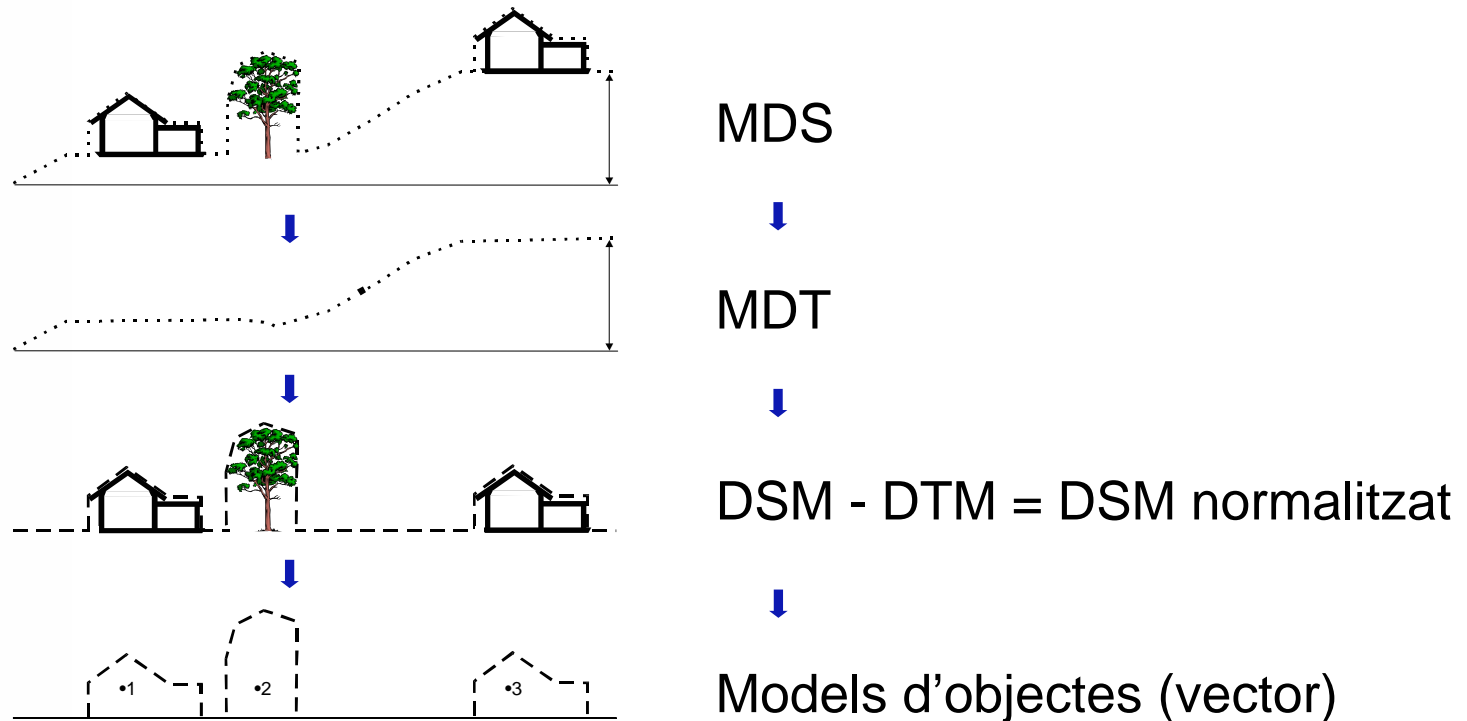 MDS
MDT
DSM - DTM = DSM normalitzat
•1 •2 •3
Models d'objectes (vector)